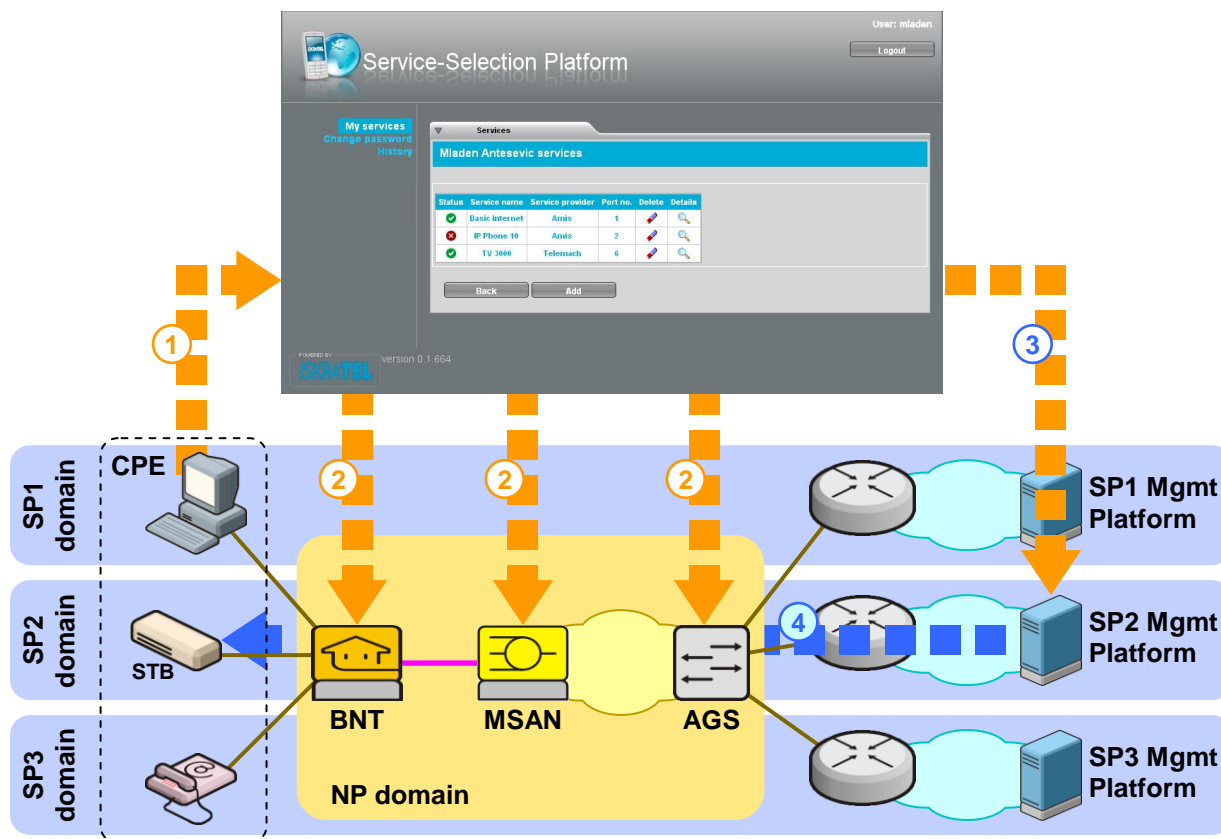 User: mladen
Logout
Service-Selection Platform
My services
Change password
History
Services
Mladen Antesevic services
Status Service name Service provider Port no. Delete Details
Basic Internet Amis 1
IP Phone 10 Amis 2
TV 3000 Telemach 6
Back Add
POWERED BY
ISKRATEL
version 0.1.664
1
3
2
2
2
CPE
SP1
domain
SP1 Mgmt
Platform
SP2
domain
STB
4
SP2 Mgmt
Platform
BNT
MSAN
AGS
SP3
domain
NP domain
SP3 Mgmt
Platform